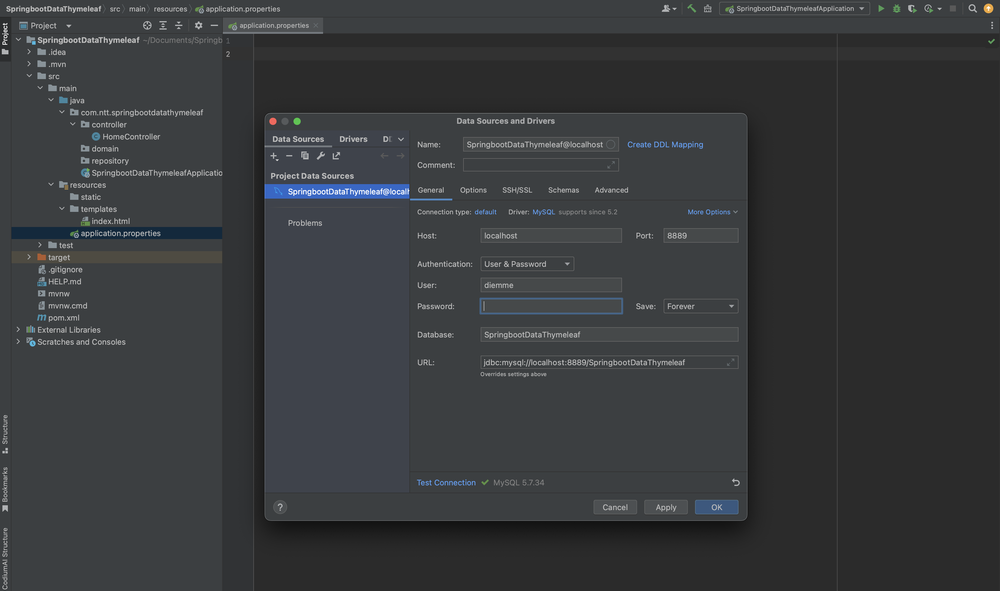 SpringbootDataThymeleaf src main resources application.properties
SpringbootDataThymeleafApplication
Project
Project
application.properties
SpringbootDataThymeleaf ~/Documents/Springb
.idea
.mvn
src
main
java
com.ntt.springbootdatathymeleaf
controller
HomeController
domain
repository
SpringbootDataThymeleafApplicatio
resources
static
templates
index.html
application.properties
test
target
.gitignore
HELP.md
mvnw
mvnw.cmd
pom.xml
External Libraries
Scratches and Consoles
Structure
Bookmarks
CodiumAI Structure
1
2
Data Sources and Drivers
Data Sources Drivers DD
Project Data Sources
SpringbootDataThymeleaf@localh
Problems
Name: SpringbootDataThymeleaf@localhost Create DDL Mapping
Comment:
General Options SSH/SSL Schemas Advanced
Connection type: default Driver: MySQL supports since 5.2 More Options
Host: localhost Port: 8889
Authentication: User & Password
User: diemme
Password: Save: Forever
Database: SpringbootDataThymeleaf
URL: jdbc:mysql://localhost:8889/SpringbootDataThymeleaf
Overrides settings above
Test Connection MySQL 5.7.34
? Cancel Apply OK